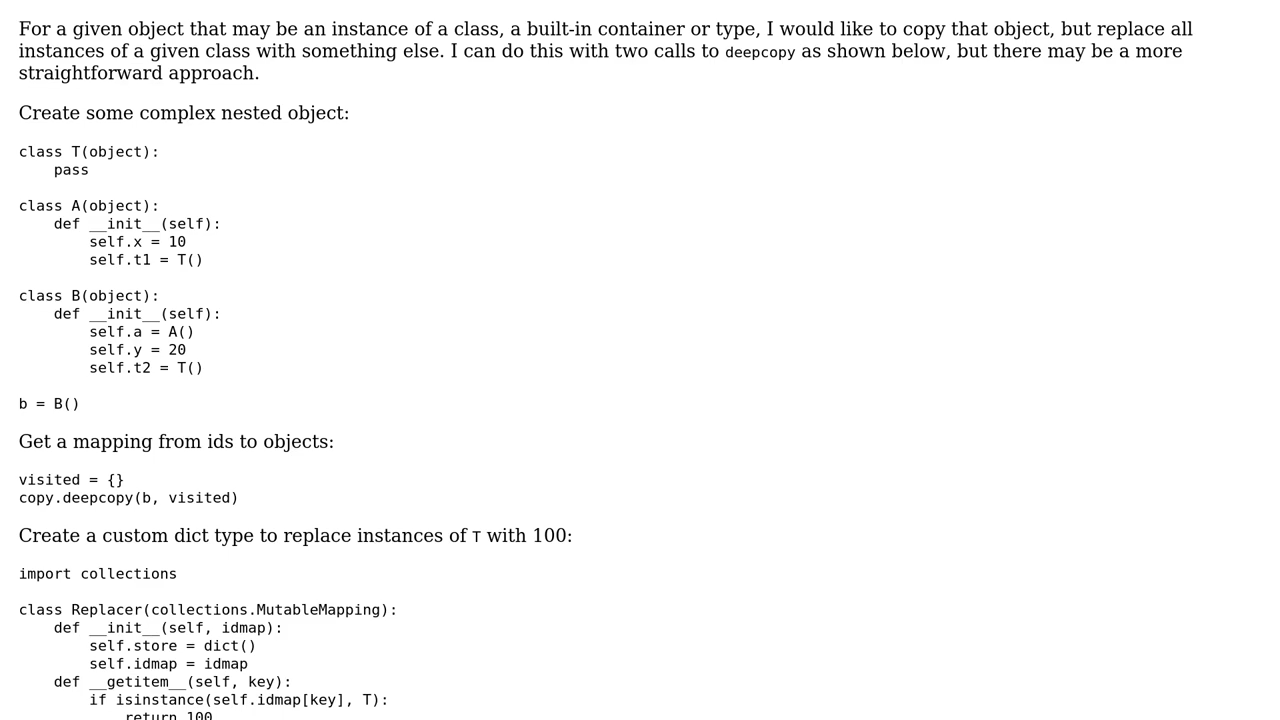 For a given object that may be an instance of a class, a built-in container or type, I would like to copy that object, but replace all
instances of a given class with something else. I can do this with two calls to deepcopy as shown below, but there may be a more
straightforward approach.
Create some complex nested object:
class T(object):
    pass
class A(object):
    def __init__(self):
        self.x = 10
        self.t1 = T()
class B(object):
    def __init__(self):
        self.a = A()
        self.y = 20
        self.t2 = T()
b = B()
Get a mapping from ids to objects:
visited = {}
copy.deepcopy(b, visited)
Create a custom dict type to replace instances of T with 100:
import collections
class Replacer(collections.MutableMapping):
    def __init__(self, idmap):
        self.store = dict()
        self.idmap = idmap
    def __getitem__(self, key):
        if isinstance(self.idmap[key], T):
            return 100